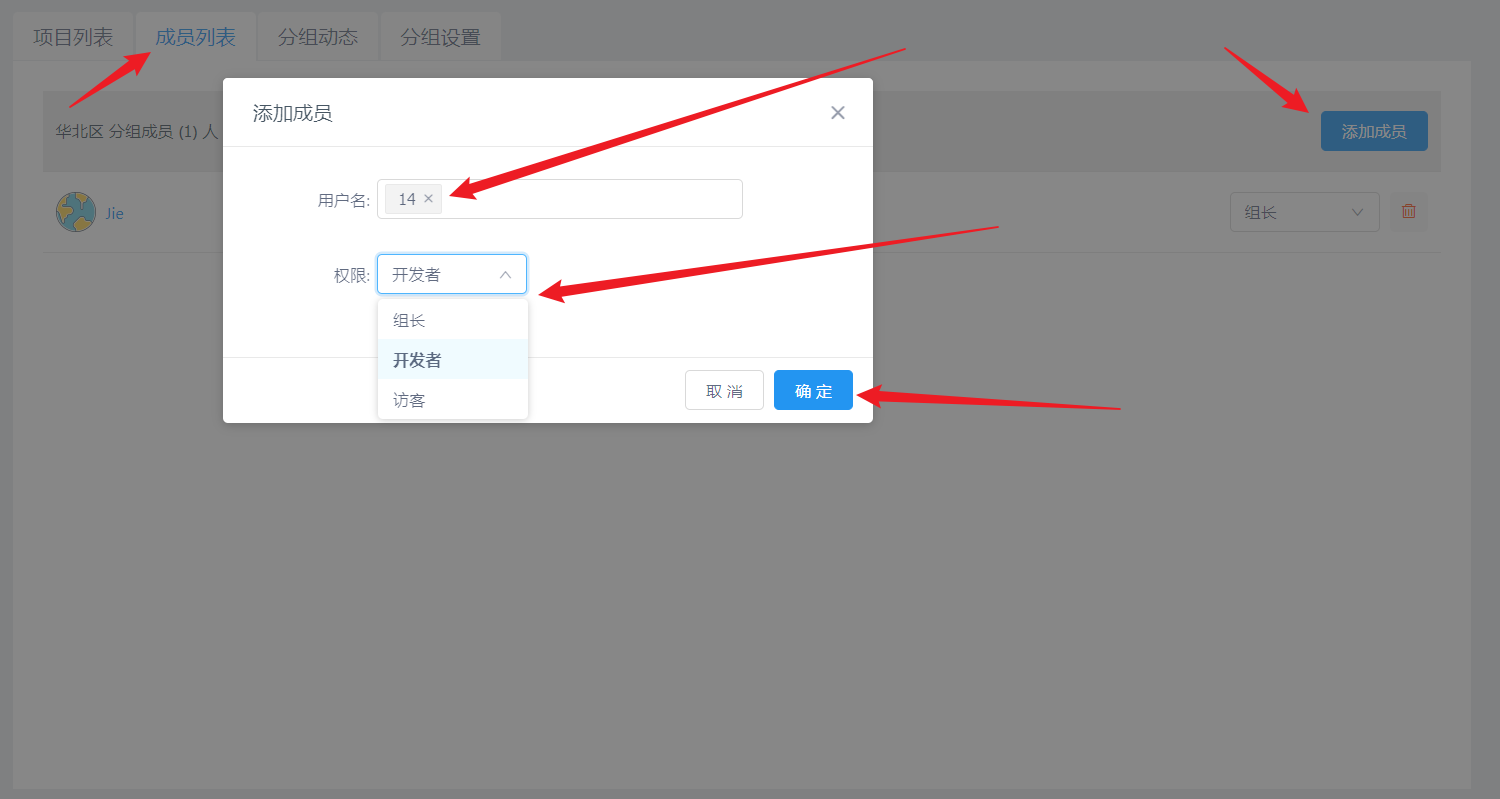 项目列表 成员列表 分组动态 分组设置
添加成员
华北区 分组成员 (1) 人
添加成员
用户名: 14
Jie
组长
权限: 开发者
组长
开发者
访客
取 消 确 定